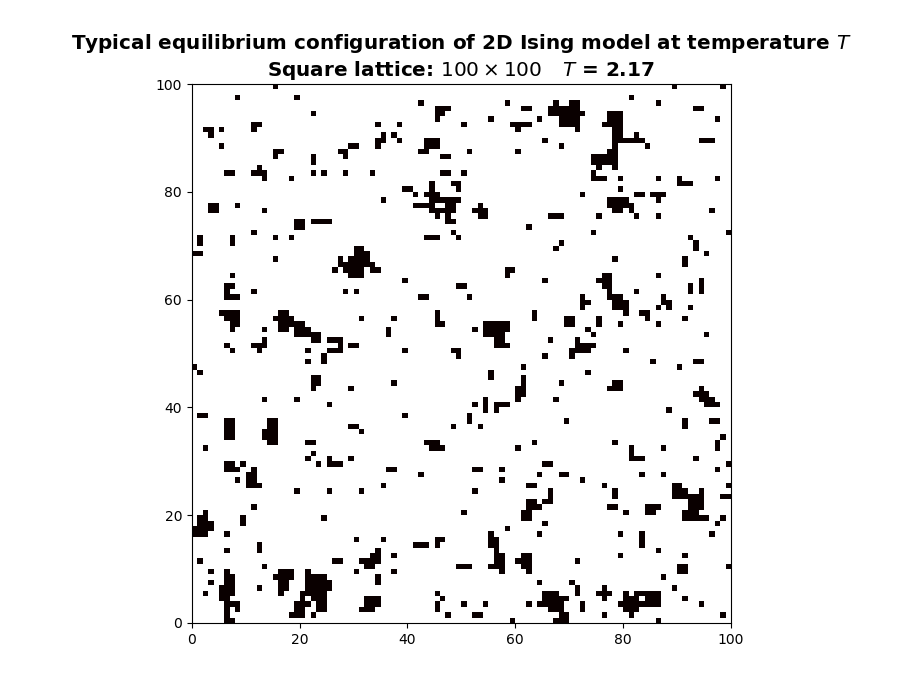 Typical equilibrium configuration of 2D Ising model at temperature T
Square lattice: 100 × 100 T = 2.17
100
80
60
40
20
0
0 20 40 60 80 100